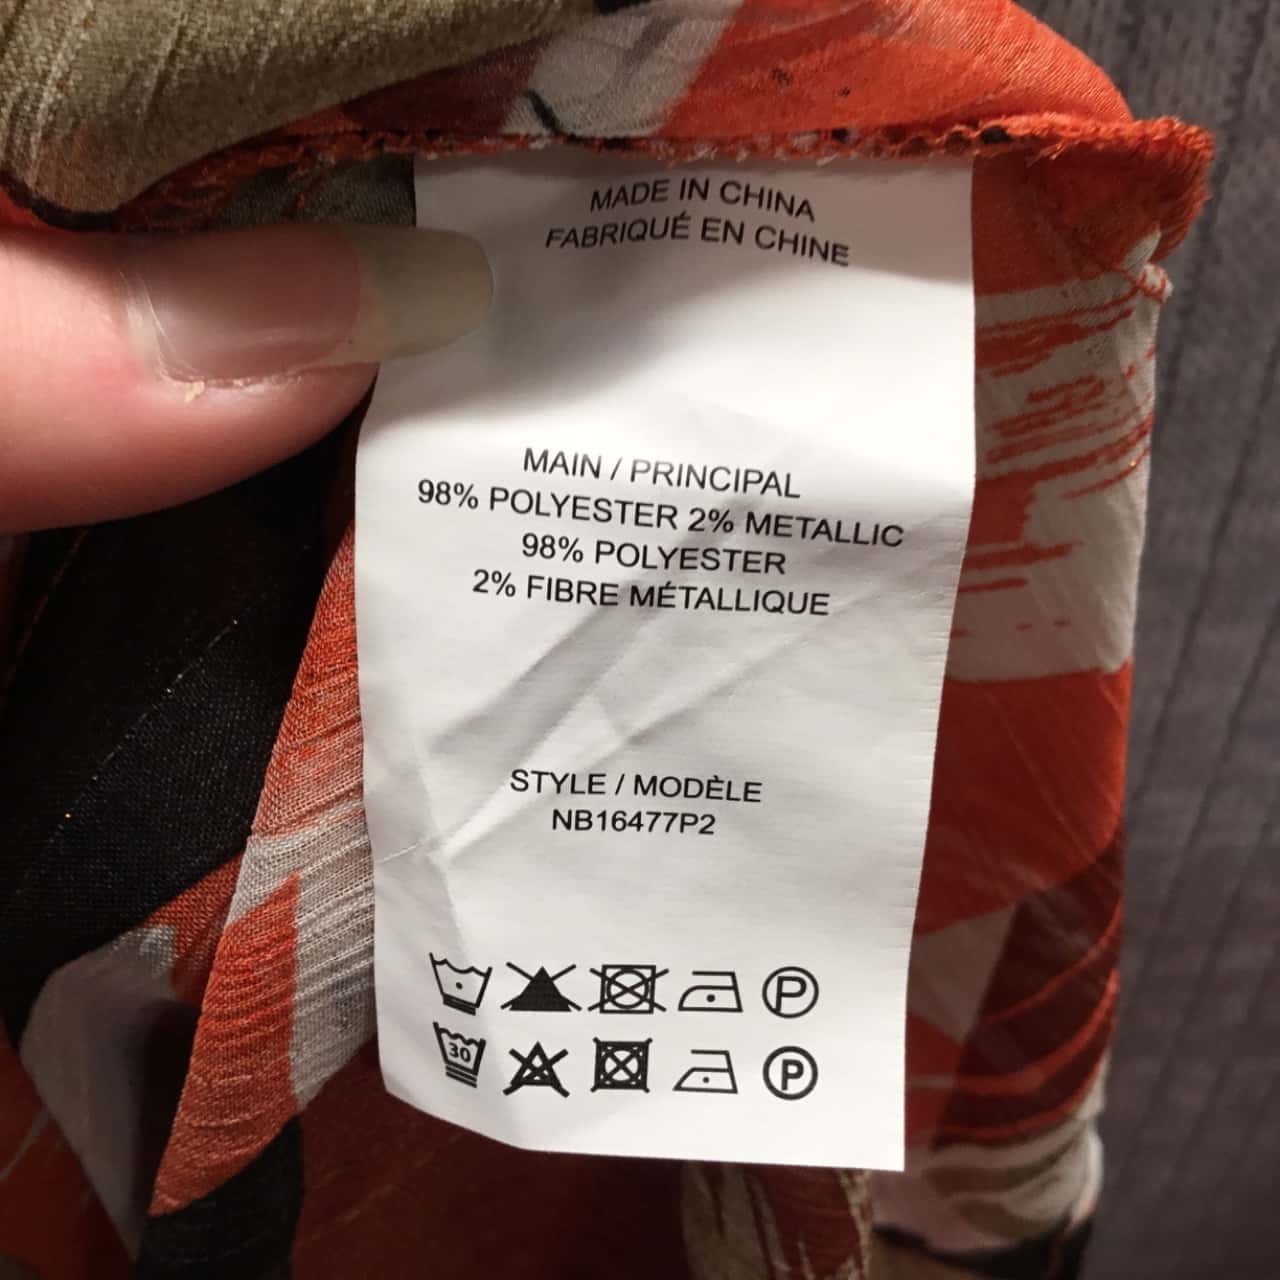 MADE IN CHINA
FABRIQUÉ EN CHINE
MAIN / PRINCIPAL
98% POLYESTER 2% METALLIC
98% POLYESTER
2% FIBRE MÉTALLIQUE
STYLE / MODÈLE
NB16477P2
P
30 P